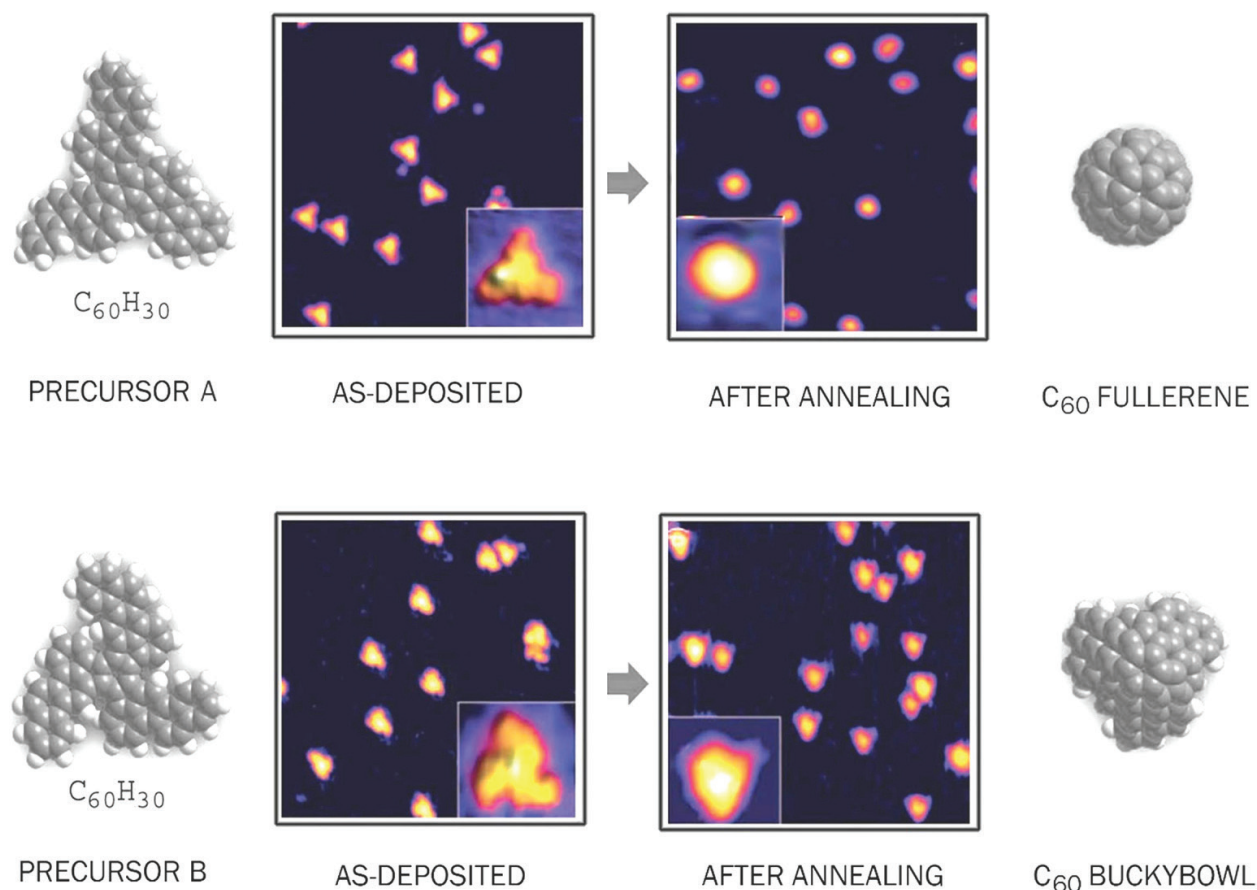 C₆₀H₃₀
PRECURSOR A
AS-DEPOSITED
AFTER ANNEALING
C₆₀ FULLERENE
C₆₀H₃₀
PRECURSOR B
AS-DEPOSITED
AFTER ANNEALING
C₆₀ BUCKYBOWL